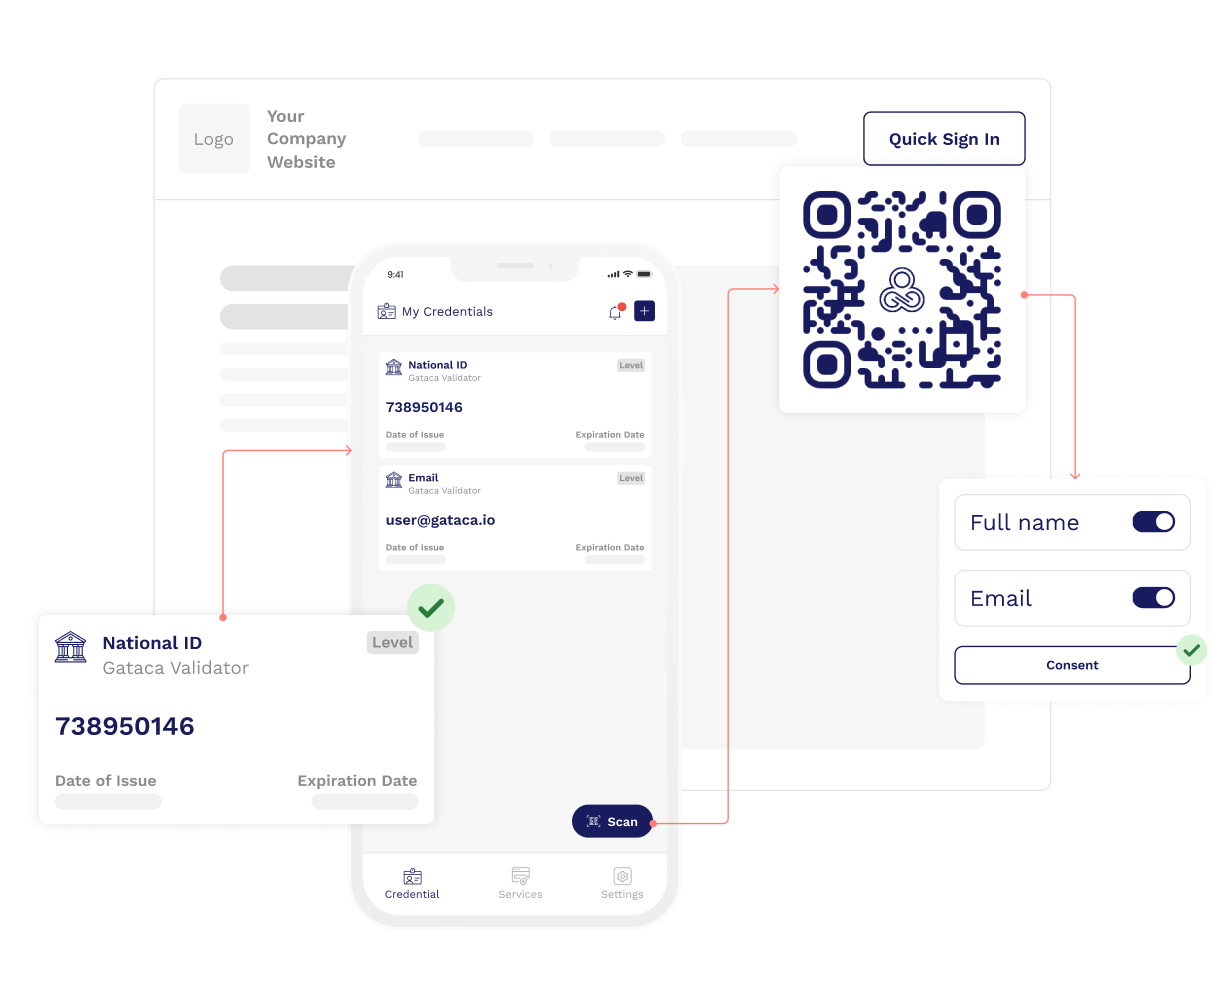 Logo
Your
Company
Website
Quick Sign In
9:41
My Credentials
National ID
Level
Gataca Validator
738950146
Date of Issue
Expiration Date
Email
Level
Gataca Validator
user@gataca.io
Date of Issue
Expiration Date
Full name
Email
Consent
National ID
Level
Gataca Validator
738950146
Date of Issue
Expiration Date
Scan
Credential
Services
Settings